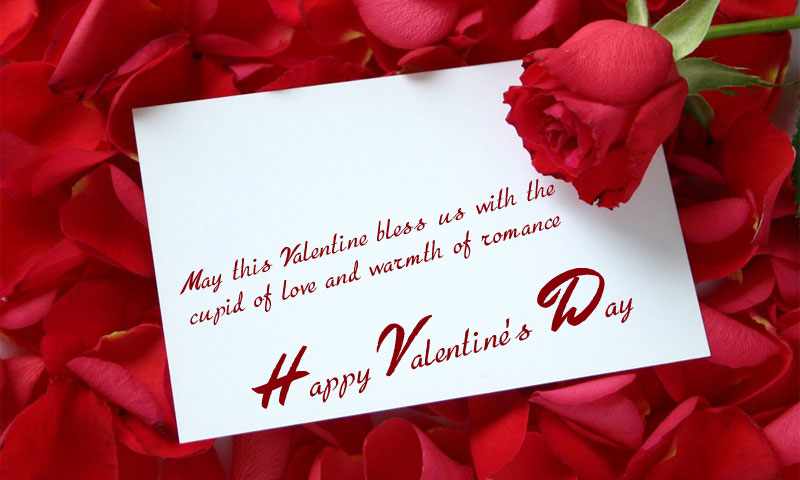 May this Valentine bless us with the
cupid of love and warmth of romance
Happy Valentine's Day